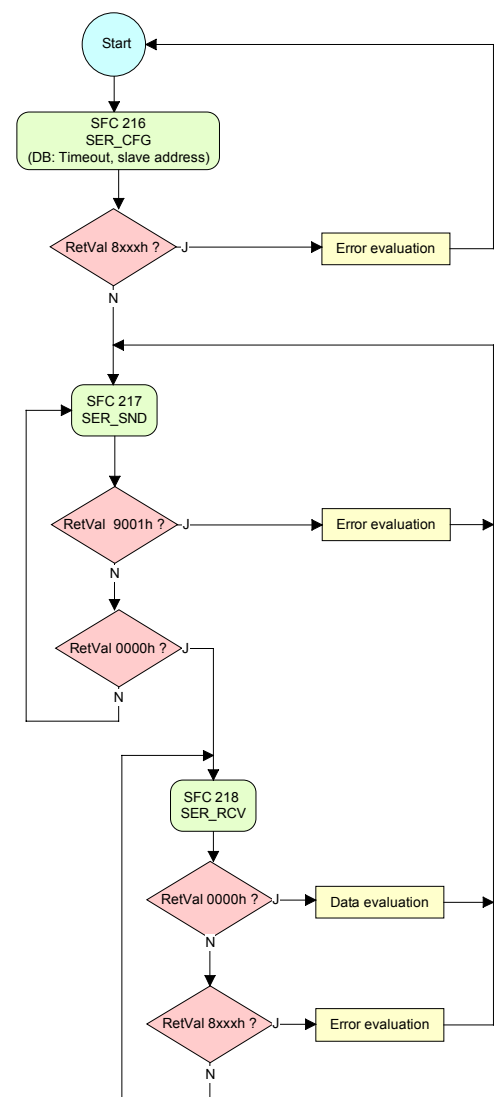 Start
SFC 216
SER_CFG
(DB: Timeout, slave address)
RetVal 8xxxh ?
J
Error evaluation
N
SFC 217
SER_SND
RetVal 9001h ?
J
Error evaluation
N
RetVal 0000h ?
J
N
SFC 218
SER_RCV
RetVal 0000h ?
J
Data evaluation
N
RetVal 8xxxh ?
J
Error evaluation
N